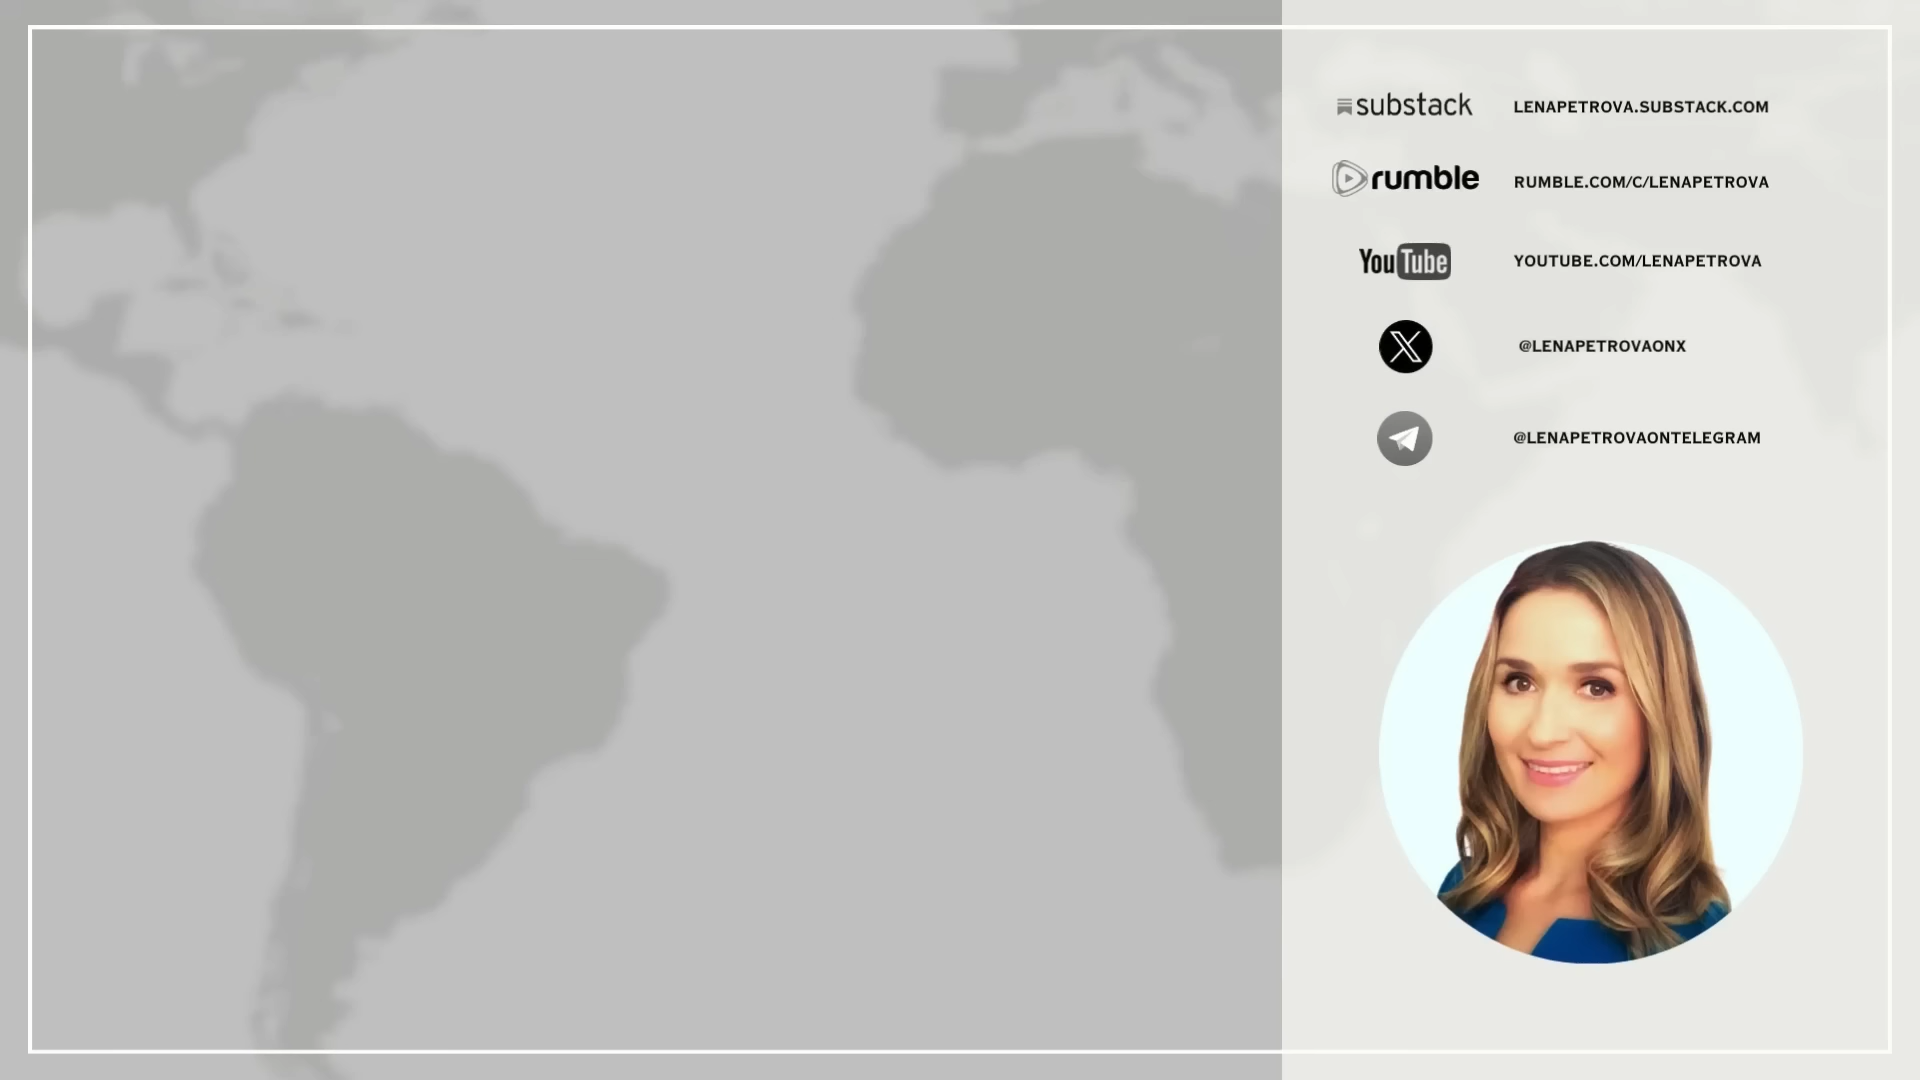 substack LENAPETROVA.SUBSTACK.COM
rumble RUMBLE.COM/C/LENAPETROVA
YouTube YOUTUBE.COM/LENAPETROVA
@LENAPETROVAONX
@LENAPETROVAONTELEGRAM